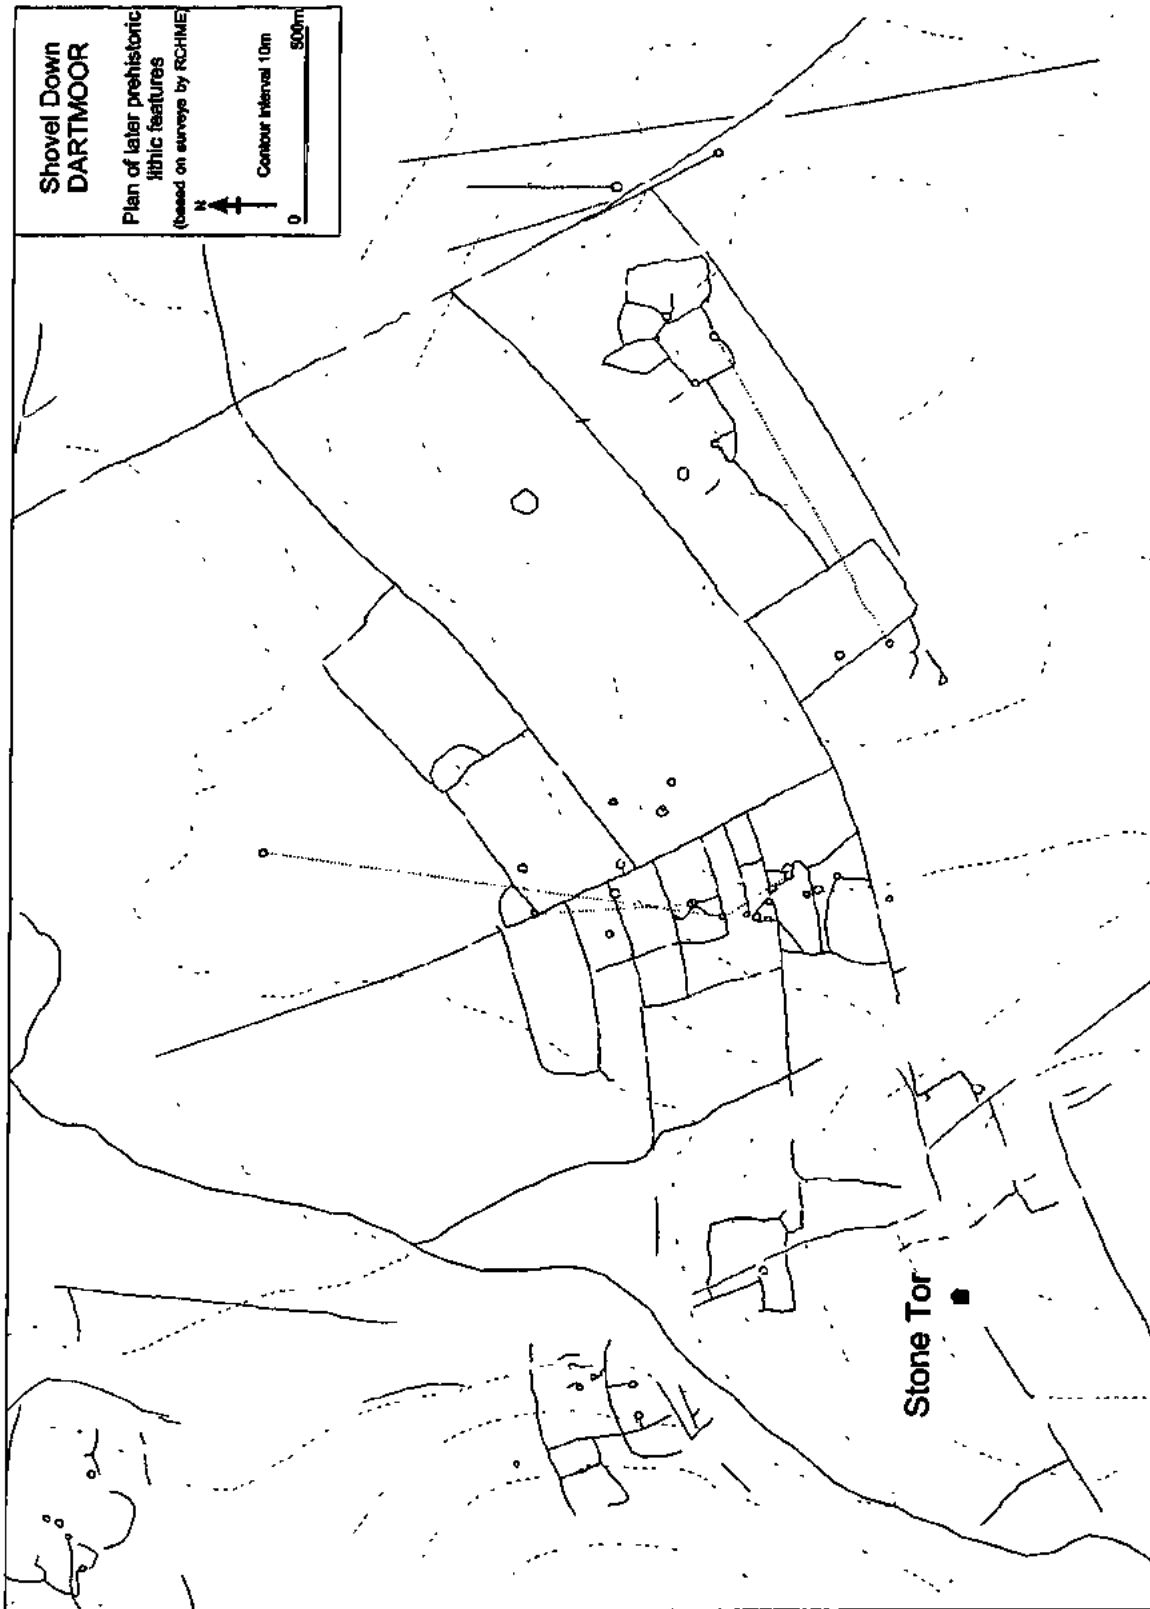 Shovel Down
DARTMOOR
Plan of later prehistoric
lithic features
(based on surveys by RCHME)
N
Contour interval 10m
0 500m
Stone Tor